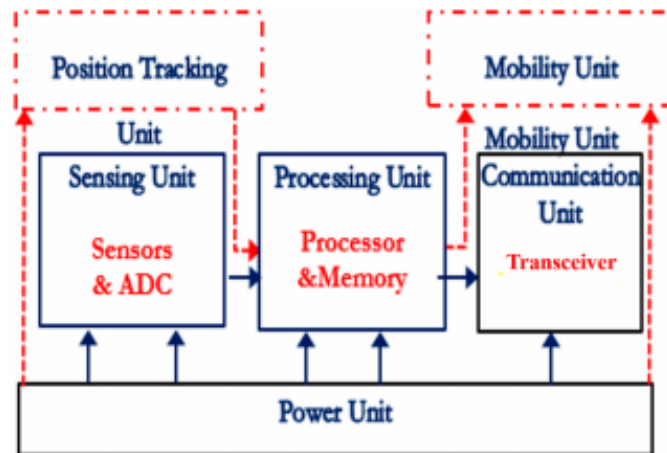 Position Tracking
Unit
Mobility Unit
Mobility Unit
Sensing Unit
Sensors
& ADC
Processing Unit
Processor
&Memory
Communication
Unit
Transceiver
Power Unit